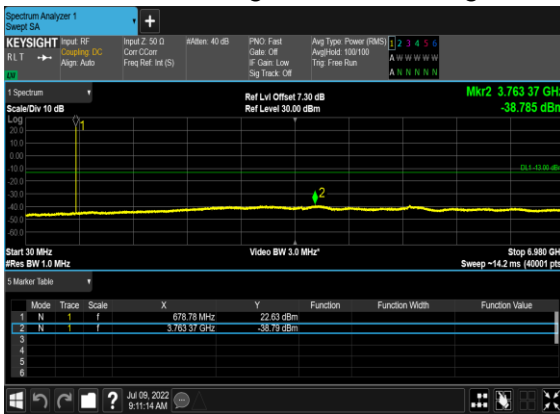 Spectrum Analyzer 1
Swept SA
+
KEYSIGHT Input: RF Input Z: 50 Ω #Atten: 40 dB PNO: Fast Avg Type: Power (RMS) 1 2 3 4 5 6
RLT Coupling: DC Corr CCorr Gate: Off Avg|Hold: 100/100 A W W W W W
Align: Auto Freq Ref: Int (S) IF Gain: Low Trig: Free Run
Sig Track: Off A N N N N N
1 Spectrum Ref Lvl Offset 7.30 dB Mkr2 3.763 37 GHz
Scale/Div 10 dB Ref Level 30.00 dBm -38.785 dBm
Log
20.0
10.0
0.00
-10.0
-20.0
-30.0
-40.0
-50.0
-60.0
1
DL1 -13.00 dBm
2
Start 30 MHz Video BW 3.0 MHz* Stop 6.980 GHz
#Res BW 1.0 MHz Sweep ~14.2 ms (40001 pts)
5 Marker Table
Mode Trace Scale X Y Function Function Width Function Value
1 N 1 f 678.78 MHz 22.63 dBm
2 N 1 f 3.763 37 GHz -38.79 dBm
3
4
5
6
? Jul 09, 2022
9:11:14 AM